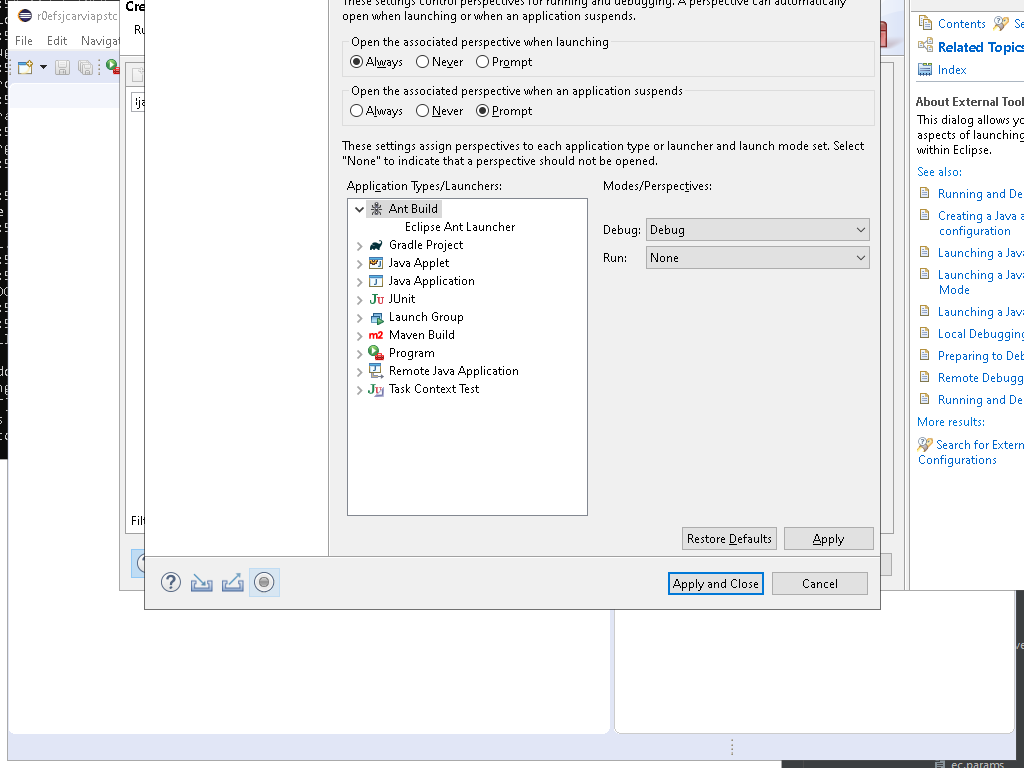 r0efsjcarviapstc
File Edit Navigat
Cre
Ru
These settings control perspectives for running and debugging. A perspective can automatically
open when launching or when an application suspends.
Open the associated perspective when launching
Always Never Prompt
Open the associated perspective when an application suspends
Always Never Prompt
These settings assign perspectives to each application type or launcher and launch mode set. Select
"None" to indicate that a perspective should not be opened.
Application Types/Launchers:
Modes/Perspectives:
Ant Build
Eclipse Ant Launcher
Gradle Project
Java Applet
Java Application
JUnit
Launch Group
Maven Build
Program
Remote Java Application
Task Context Test
Debug: Debug
Run: None
Filt
Restore Defaults Apply
Apply and Close Cancel
Contents Se
Related Topics
Index
About External Tool
This dialog allows yo
aspects of launching
within Eclipse.
See also:
Running and De
Creating a Java a
configuration
Launching a Java
Launching a Java
Mode
Launching a Java
Local Debugging
Preparing to Deb
Remote Debugg
Running and De
More results:
Search for Extern
Configurations
ec.params